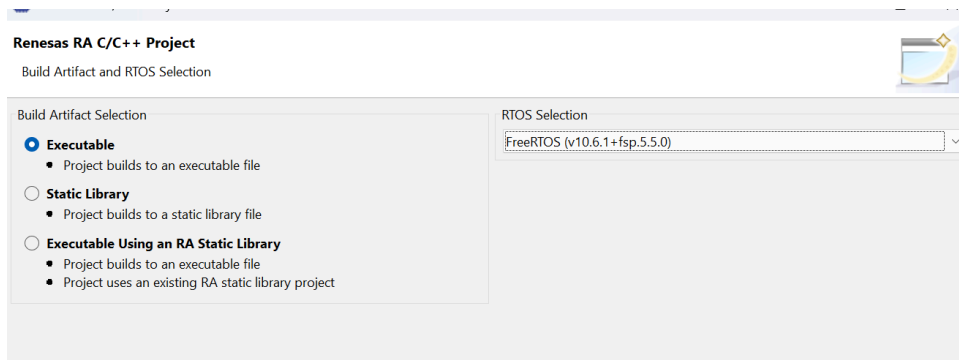 Renesas RA C/C++ Project
Build Artifact and RTOS Selection
Build Artifact Selection
Executable
Project builds to an executable file
Static Library
Project builds to a static library file
Executable Using an RA Static Library
Project builds to an executable file
Project uses an existing RA static library project
RTOS Selection
FreeRTOS (v10.6.1+fsp.5.5.0)